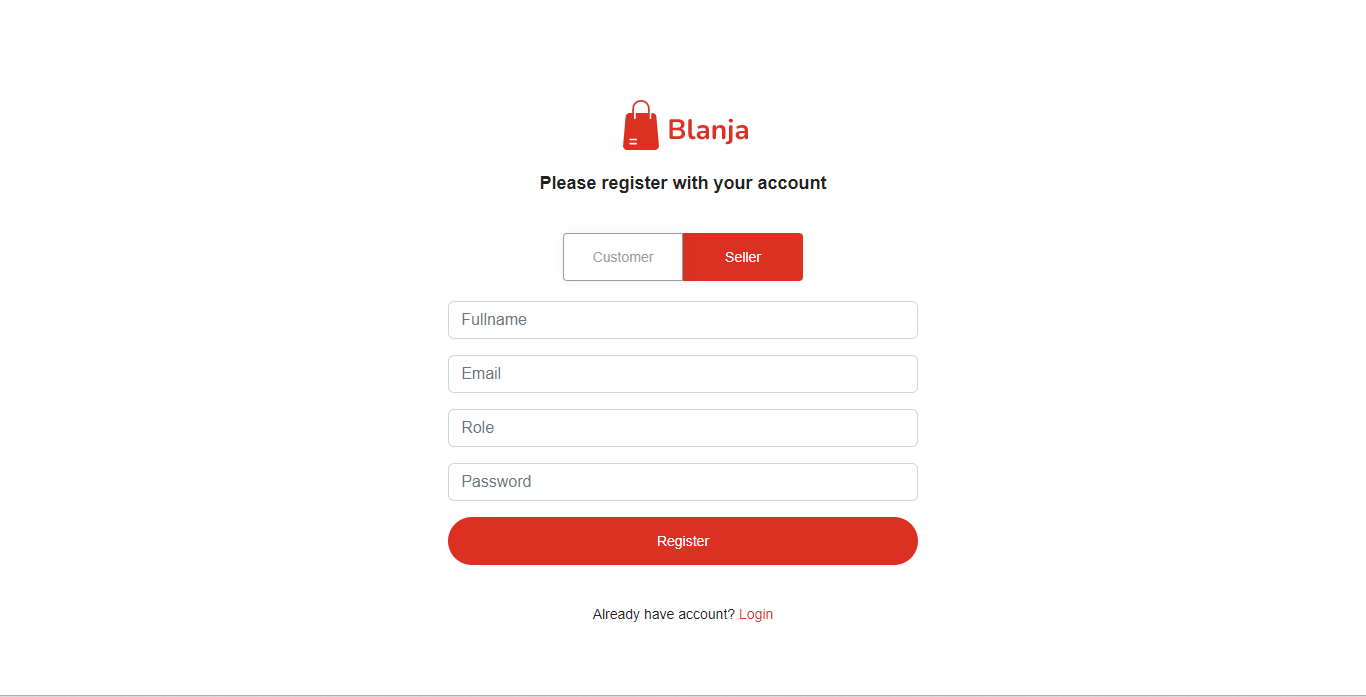 Blanja
Please register with your account
Customer Seller
Fullname
Email
Role
Password
Register
Already have account? Login